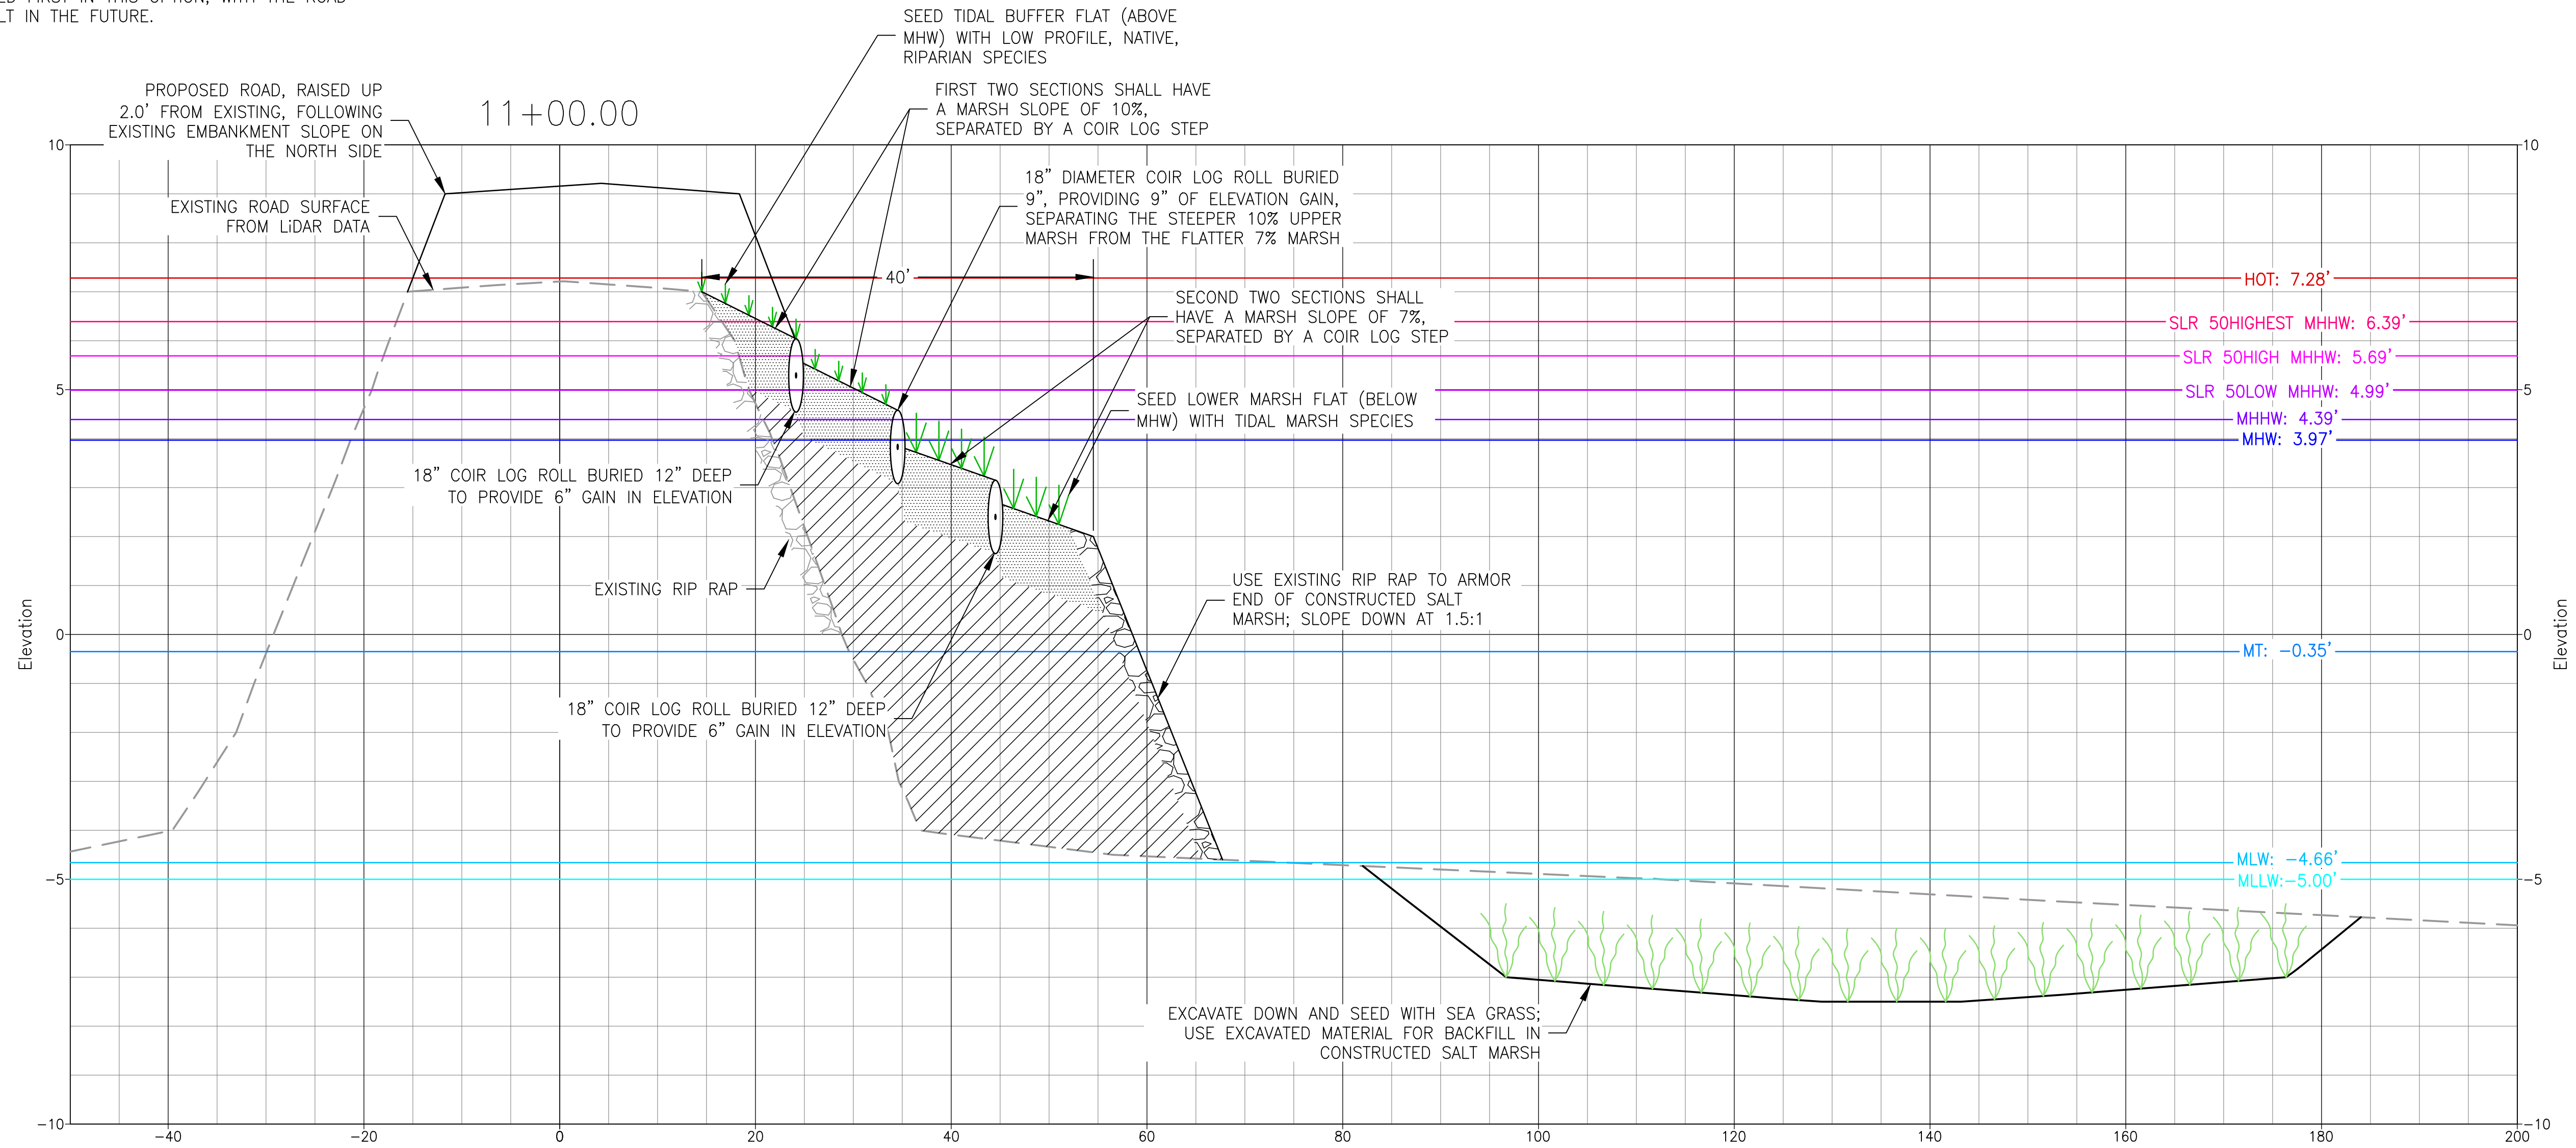 FIRST IN THIS OPTION, WITH THE ROAD
IN THE FUTURE.
SEED TIDAL BUFFER FLAT (ABOVE
MHW) WITH LOW PROFILE, NATIVE,
RIPARIAN SPECIES
PROPOSED ROAD, RAISED UP
2.0' FROM EXISTING, FOLLOWING
EXISTING EMBANKMENT SLOPE ON
THE NORTH SIDE
11+00.00
FIRST TWO SECTIONS SHALL HAVE
A MARSH SLOPE OF 10%,
SEPARATED BY A COIR LOG STEP
EXISTING ROAD SURFACE
FROM LiDAR DATA
18" DIAMETER COIR LOG ROLL BURIED
9", PROVIDING 9" OF ELEVATION GAIN,
SEPARATING THE STEEPER 10% UPPER
MARSH FROM THE FLATTER 7% MARSH
40'
SECOND TWO SECTIONS SHALL
HAVE A MARSH SLOPE OF 7%,
SEPARATED BY A COIR LOG STEP
SEED LOWER MARSH FLAT (BELOW
MHW) WITH TIDAL MARSH SPECIES
HOT: 7.28'
SLR 50HIGHEST MHHW: 6.39'
SLR 50HIGH MHHW: 5.69'
SLR 50LOW MHHW: 4.99'
MHHW: 4.39'
MHW: 3.97'
18" COIR LOG ROLL BURIED 12" DEEP
TO PROVIDE 6" GAIN IN ELEVATION
EXISTING RIP RAP
USE EXISTING RIP RAP TO ARMOR
END OF CONSTRUCTED SALT
MARSH; SLOPE DOWN AT 1.5:1
MT: -0.35'
18" COIR LOG ROLL BURIED 12" DEEP
TO PROVIDE 6" GAIN IN ELEVATION
MLW: -4.66'
MLLW:-5.00'
EXCAVATE DOWN AND SEED WITH SEA GRASS;
USE EXCAVATED MATERIAL FOR BACKFILL IN
CONSTRUCTED SALT MARSH
Elevation
10
5
0
-5
-10
Elevation
10
5
0
-5
-10
-40 -20 0 20 40 60 80 100 120 140 160 180 200